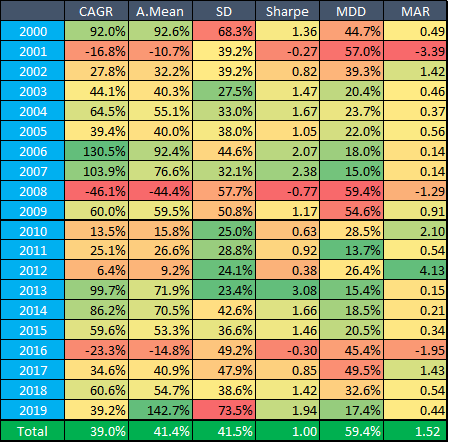 CAGR A.Mean SD Sharpe MDD MAR
2000 92.0% 92.6% 68.3% 1.36 44.7% 0.49
2001 -16.8% -10.7% 39.2% -0.27 57.0% -3.39
2002 27.8% 32.2% 39.2% 0.82 39.3% 1.42
2003 44.1% 40.3% 27.5% 1.47 20.4% 0.46
2004 64.5% 55.1% 33.0% 1.67 23.7% 0.37
2005 39.4% 40.0% 38.0% 1.05 22.0% 0.56
2006 130.5% 92.4% 44.6% 2.07 18.0% 0.14
2007 103.9% 76.6% 32.1% 2.38 15.0% 0.14
2008 -46.1% -44.4% 57.7% -0.77 59.4% -1.29
2009 60.0% 59.5% 50.8% 1.17 54.6% 0.91
2010 13.5% 15.8% 25.0% 0.63 28.5% 2.10
2011 25.1% 26.6% 28.8% 0.92 13.7% 0.54
2012 6.4% 9.2% 24.1% 0.38 26.4% 4.13
2013 99.7% 71.9% 23.4% 3.08 15.4% 0.15
2014 86.2% 70.5% 42.6% 1.66 18.5% 0.21
2015 59.6% 53.3% 36.6% 1.46 20.5% 0.34
2016 -23.3% -14.8% 49.2% -0.30 45.4% -1.95
2017 34.6% 40.9% 47.9% 0.85 49.5% 1.43
2018 60.6% 54.7% 38.6% 1.42 32.6% 0.54
2019 39.2% 142.7% 73.5% 1.94 17.4% 0.44
Total 39.0% 41.4% 41.5% 1.00 59.4% 1.52